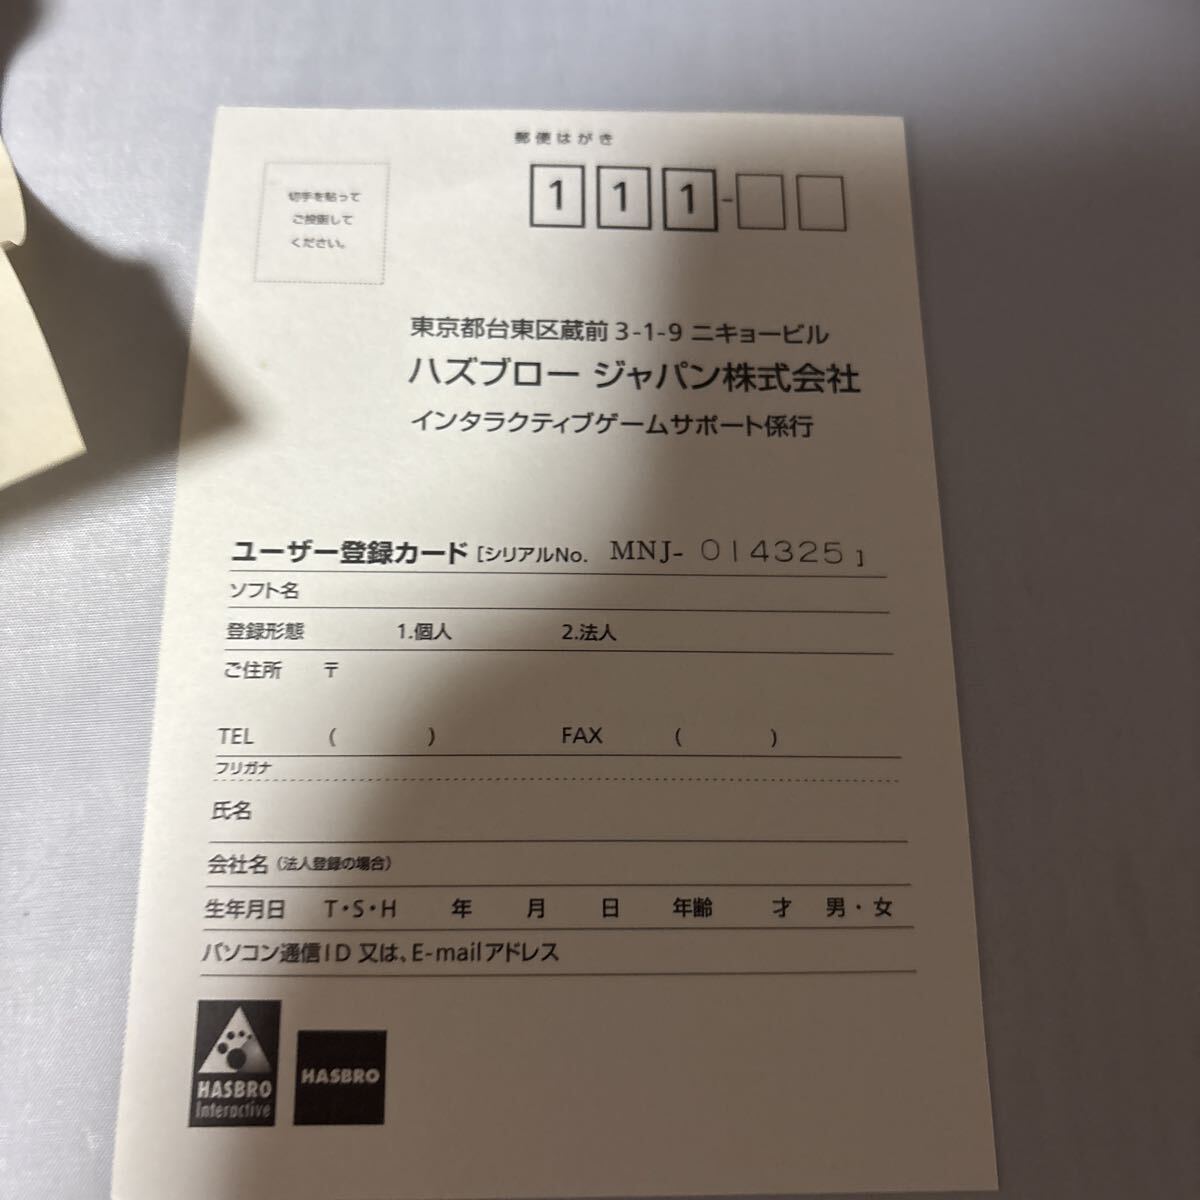 郵便はがき
切手を貼って
ご投函して
ください。
111-
東京都台東区蔵前3-1-9 ニキョービル
ハズブロー ジャパン株式会社
インタラクティブゲームサポート係行
ユーザー登録カード [シリアルNo. MNJ- 014325]
ソフト名
登録形態 1.個人 2.法人
ご住所 〒
TEL ( ) FAX ( )
フリガナ
氏名
会社名(法人登録の場合)
生年月日 T・S・H 年 月 日 年齢 才 男・女
パソコン通信ID 又は、E-mailアドレス
HASBRO
Interactive
HASBRO